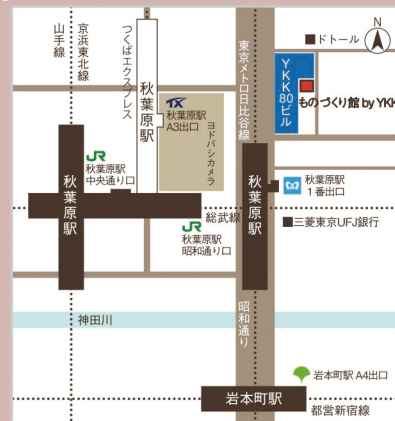 N
山手線
京浜東北線
つくばエクスプレス
秋葉原駅
TX
秋葉原駅
A3出口
ヨドバシカメラ
東京メトロ日比谷線
■ドトール
YKK80ビル
ものづくり館 by YKK
JR
秋葉原駅
中央通り口
秋葉原駅
秋葉原駅
秋葉原駅
1番出口
総武線
JR
秋葉原駅
昭和通り口
■三菱東京UFJ銀行
昭和通り
神田川
岩本町駅 A4出口
岩本町駅
都営新宿線